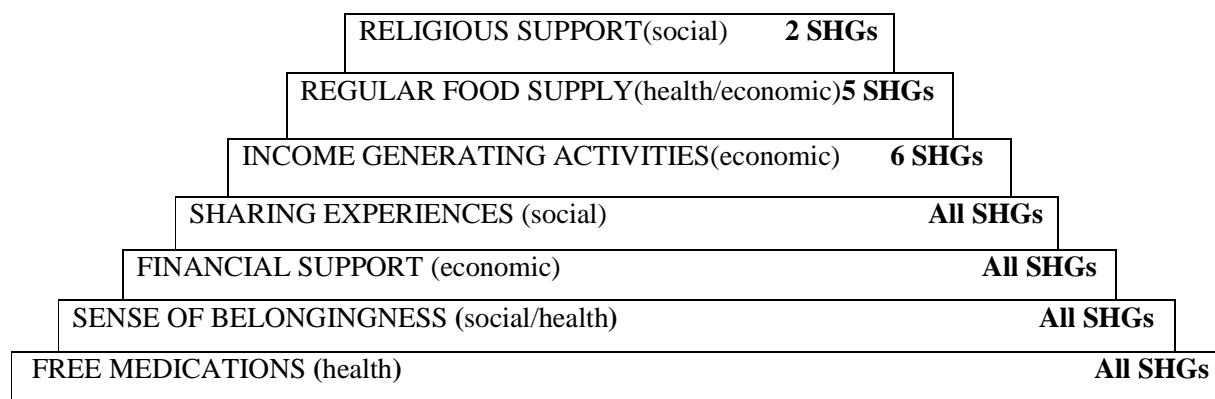 RELIGIOUS SUPPORT(social) 2 SHGs
REGULAR FOOD SUPPLY(health/economic)5 SHGs
INCOME GENERATING ACTIVITIES(economic) 6 SHGs
SHARING EXPERIENCES (social) All SHGs
FINANCIAL SUPPORT (economic) All SHGs
SENSE OF BELONGINGNESS (social/health) All SHGs
FREE MEDICATIONS (health) All SHGs